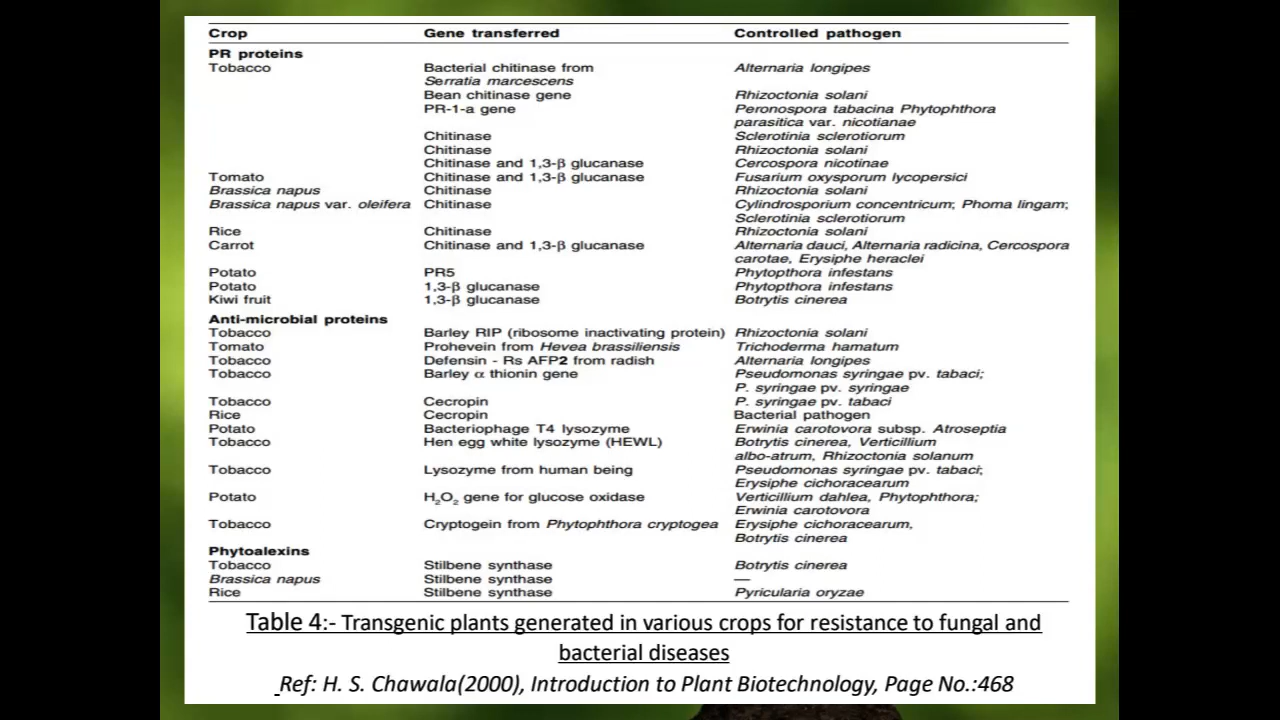 Crop Gene transferred Controlled pathogen
PR proteins
Tobacco Bacterial chitinase from Alternaria longipes
Serratia marcescens
Bean chitinase gene Rhizoctonia solani
PR-1-a gene Peronospora tabacina Phytophthora
parasitica var. nicotianae
Chitinase Sclerotinia sclerotiorum
Chitinase Rhizoctonia solani
Chitinase and 1,3-β glucanase Cercospora nicotinae
Tomato Chitinase and 1,3-β glucanase Fusarium oxysporum lycopersici
Brassica napus Chitinase Rhizoctonia solani
Brassica napus var. oleifera Chitinase Cylindrosporium concentricum; Phoma lingam;
Sclerotinia sclerotiorum
Rice Chitinase Rhizoctonia solani
Carrot Chitinase and 1,3-β glucanase Alternaria dauci, Alternaria radicina, Cercospora
carotae, Erysiphe heraclei
Potato PR5 Phytopthora infestans
Potato 1,3-β glucanase Phytopthora infestans
Kiwi fruit 1,3-β glucanase Botrytis cinerea
Anti-microbial proteins
Tobacco Barley RIP (ribosome inactivating protein) Rhizoctonia solani
Tomato Prohevein from Hevea brassiliensis Trichoderma hamatum
Tobacco Defensin - Rs AFP2 from radish Alternaria longipes
Tobacco Barley α thionin gene Pseudomonas syringae pv. tabaci;
P. syringae pv. syringae
Tobacco Cecropin P. syringae pv. tabaci
Rice Cecropin Bacterial pathogen
Potato Bacteriophage T4 lysozyme Erwinia carotovora subsp. Atroseptia
Tobacco Hen egg white lysozyme (HEWL) Botrytis cinerea, Verticillium
albo-atrum, Rhizoctonia solanum
Tobacco Lysozyme from human being Pseudomonas syringae pv. tabaci;
Erysiphe cichoracearum
Potato H₂O₂ gene for glucose oxidase Verticillium dahlea, Phytophthora;
Erwinia carotovora
Tobacco Cryptogein from Phytophthora cryptogea Erysiphe cichoracearum,
Botrytis cinerea
Phytoalexins
Tobacco Stilbene synthase Botrytis cinerea
Brassica napus Stilbene synthase —
Rice Stilbene synthase Pyricularia oryzae
Table 4:- Transgenic plants generated in various crops for resistance to fungal and
bacterial diseases
Ref: H. S. Chawala(2000), Introduction to Plant Biotechnology, Page No.:468